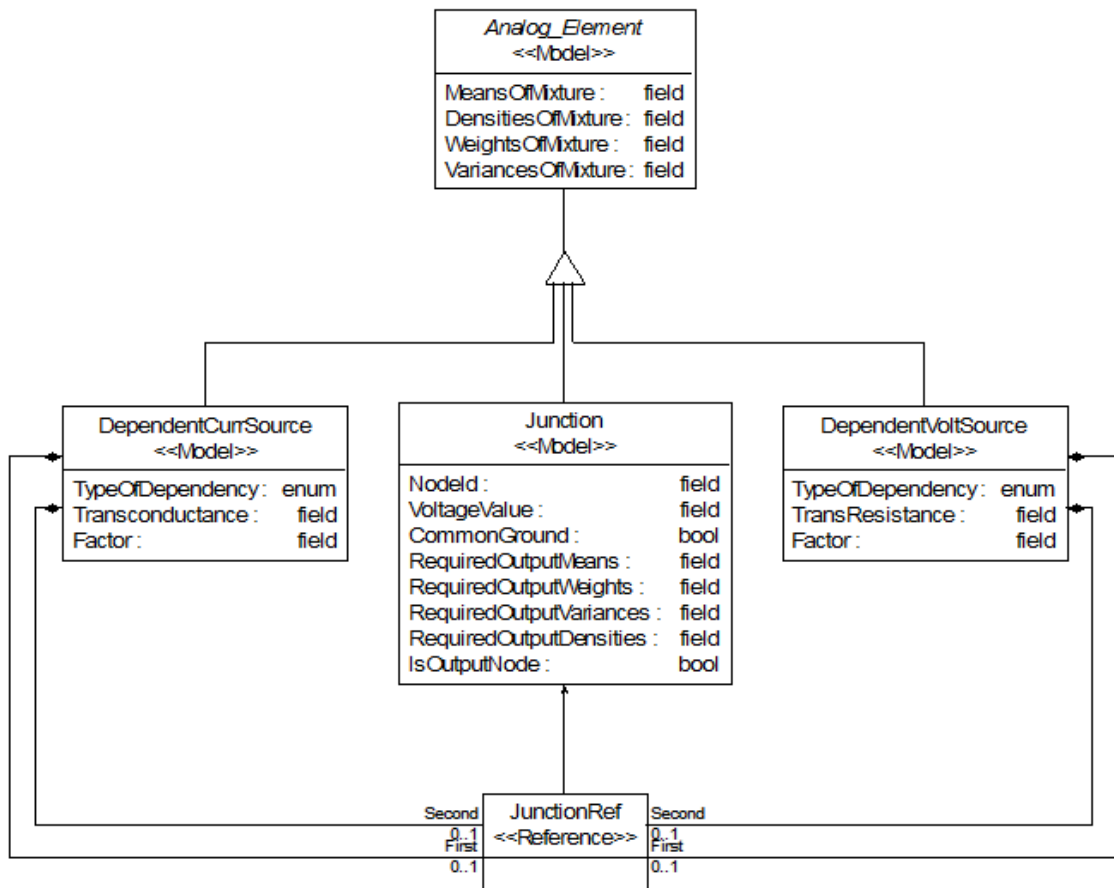 Analog_Element
<<Model>>
MeansOfMixture : field
DensitiesOfMixture : field
WeightsOfMixture : field
VariancesOfMixture : field
DependentCurrSource
<<Model>>
TypeOfDependency : enum
Transconductance : field
Factor : field
Junction
<<Model>>
NodeId : field
VoltageValue : field
CommonGround : bool
RequiredOutputMeans : field
RequiredOutputWeights : field
RequiredOutputVariances : field
RequiredOutputDensities : field
IsOutputNode : bool
DependentVoltSource
<<Model>>
TypeOfDependency : enum
TransResistance : field
Factor : field
Second
0..1
First
0..1
JunctionRef
<<Reference>>
Second
0..1
First
0..1